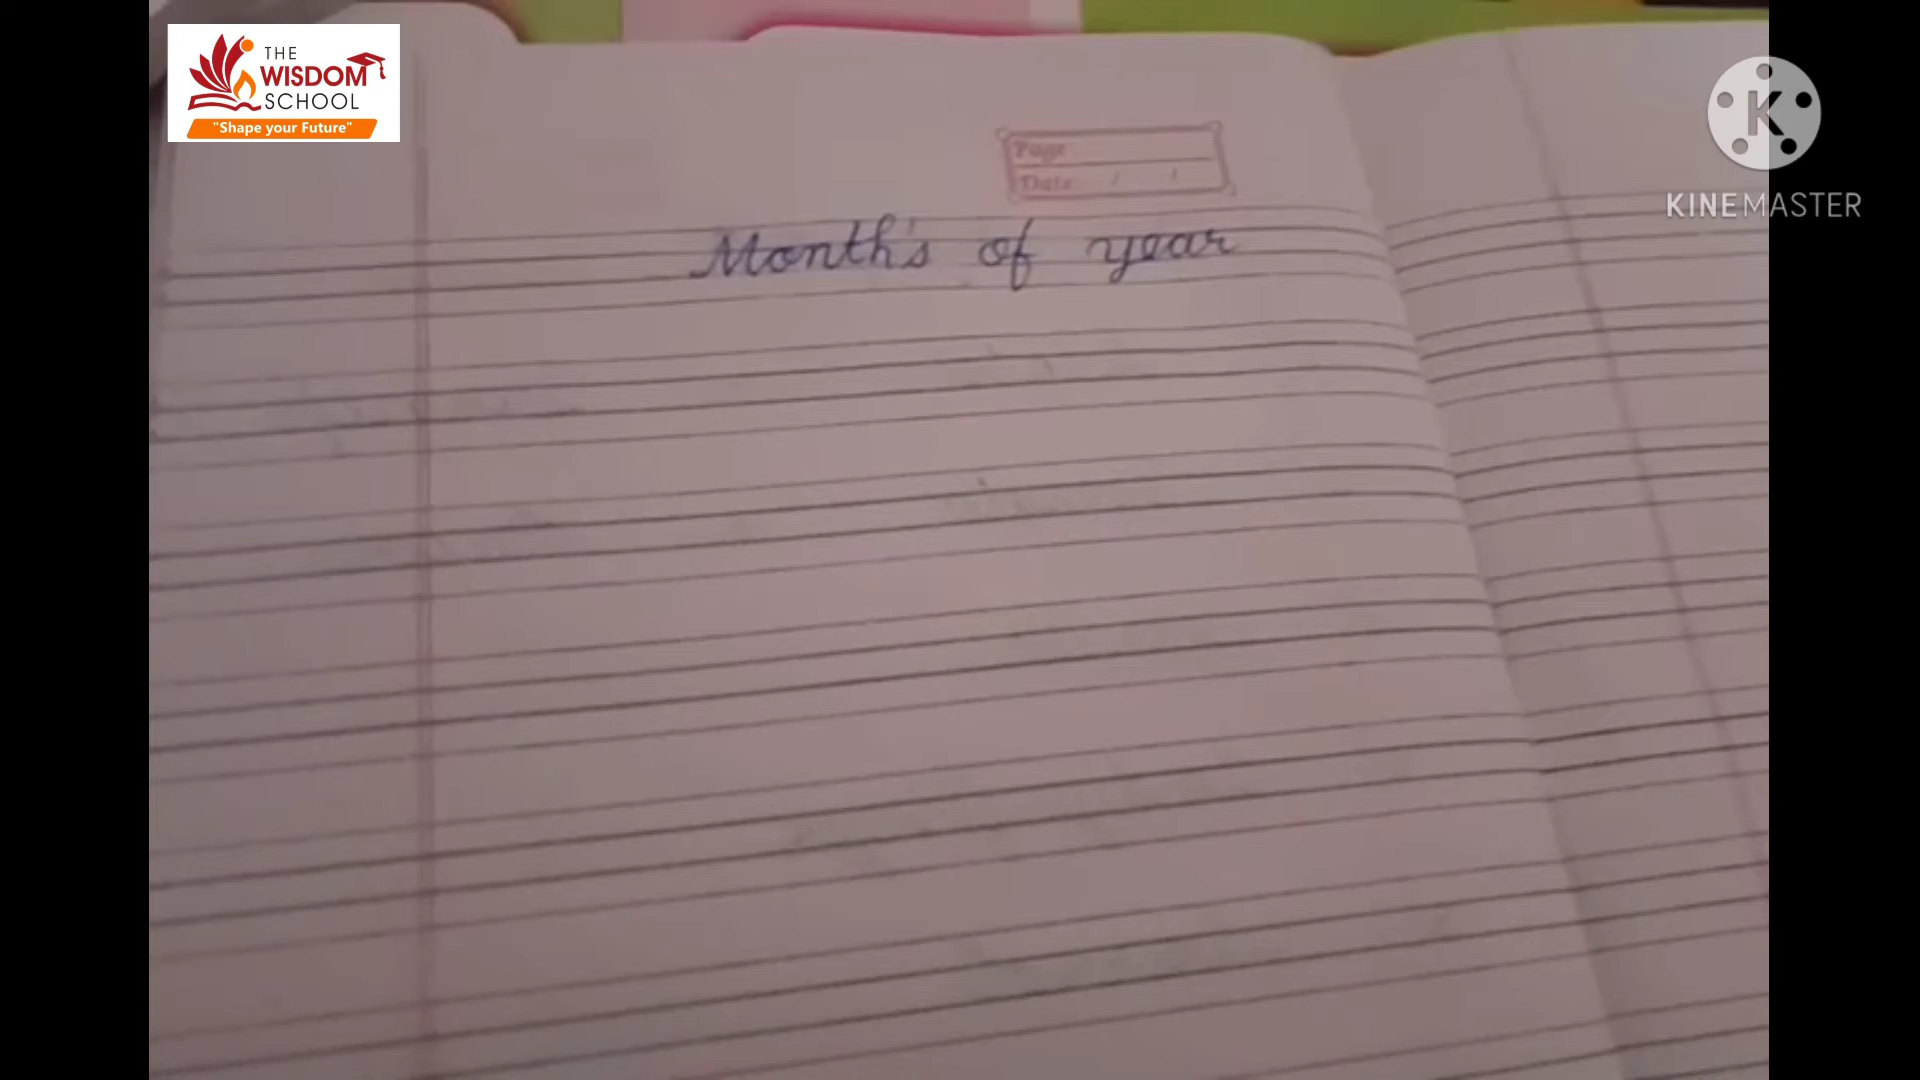 THE
WISDOM
SCHOOL
"Shape your Future"
K
KINEMASTER
Page
Date / /
Month's of year